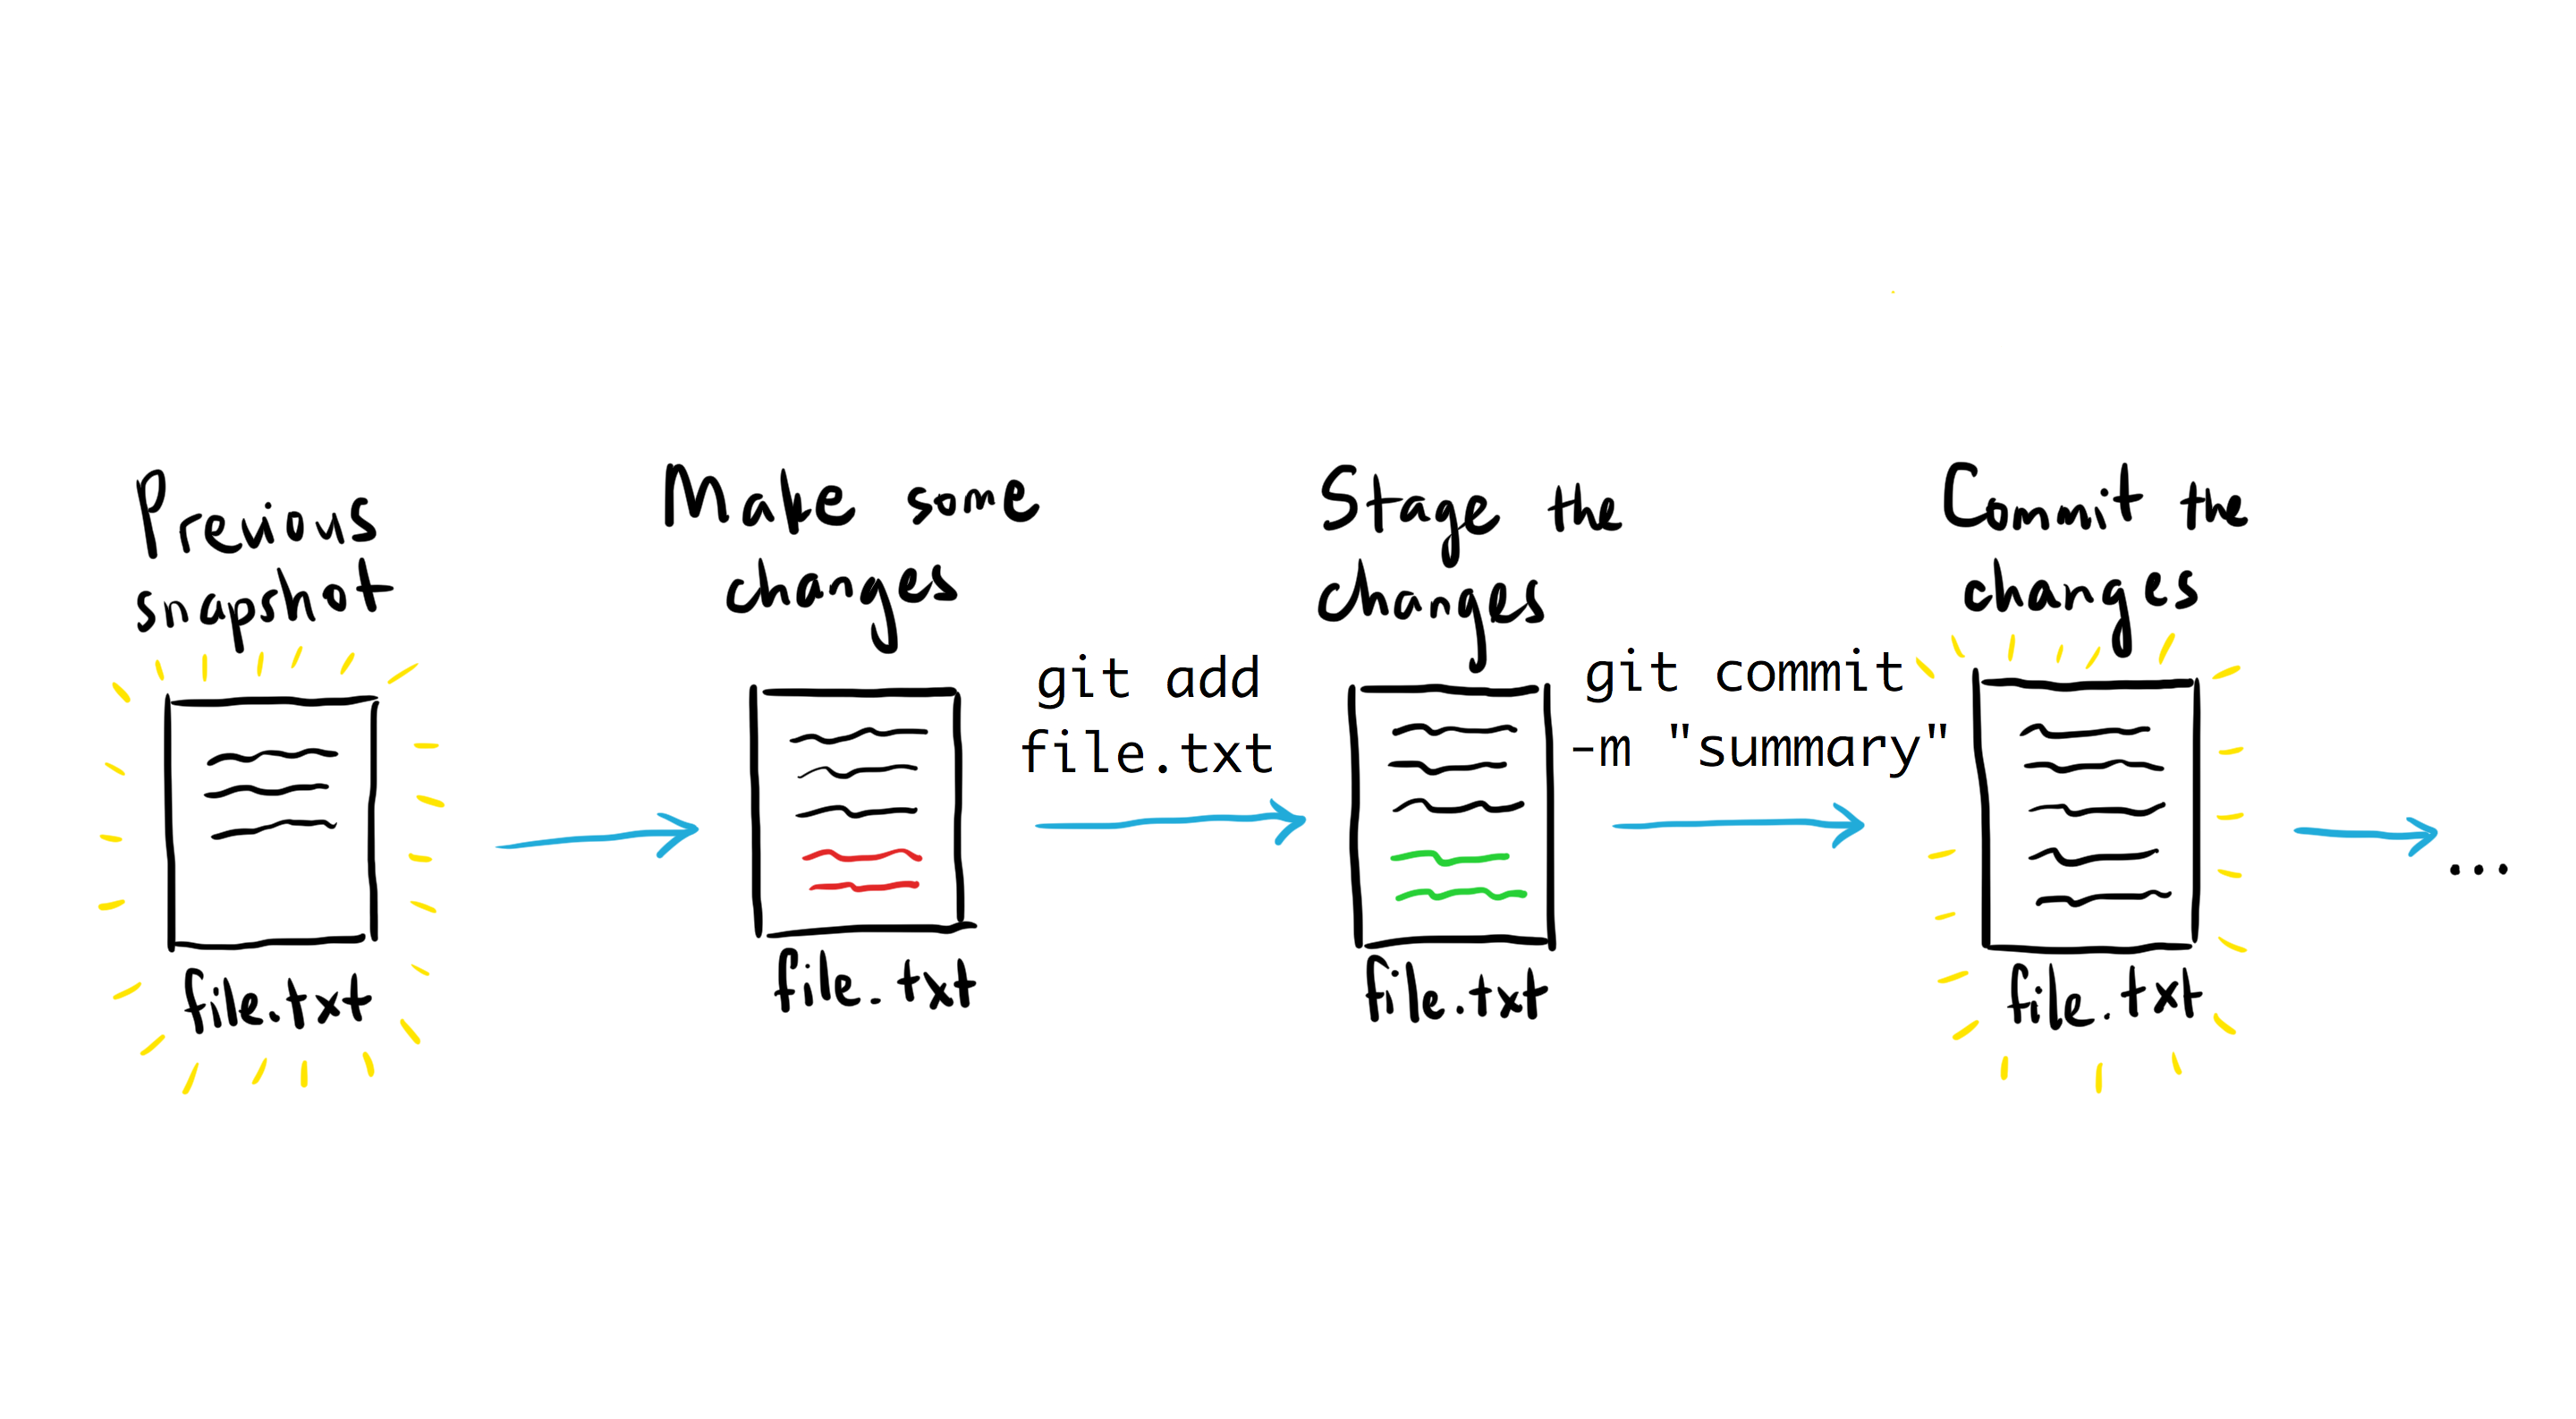 Previous
snapshot
file.txt
Make some
changes
file.txt
git add
file.txt
Stage the
changes
file.txt
git commit
-m "summary"
Commit the
changes
file.txt
...